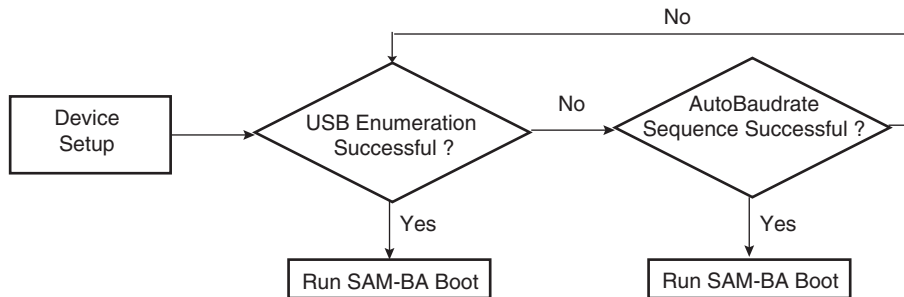 No
Device
Setup
USB Enumeration
Successful ?
No
AutoBaudrate
Sequence Successful ?
Yes
Yes
Run SAM-BA Boot
Run SAM-BA Boot